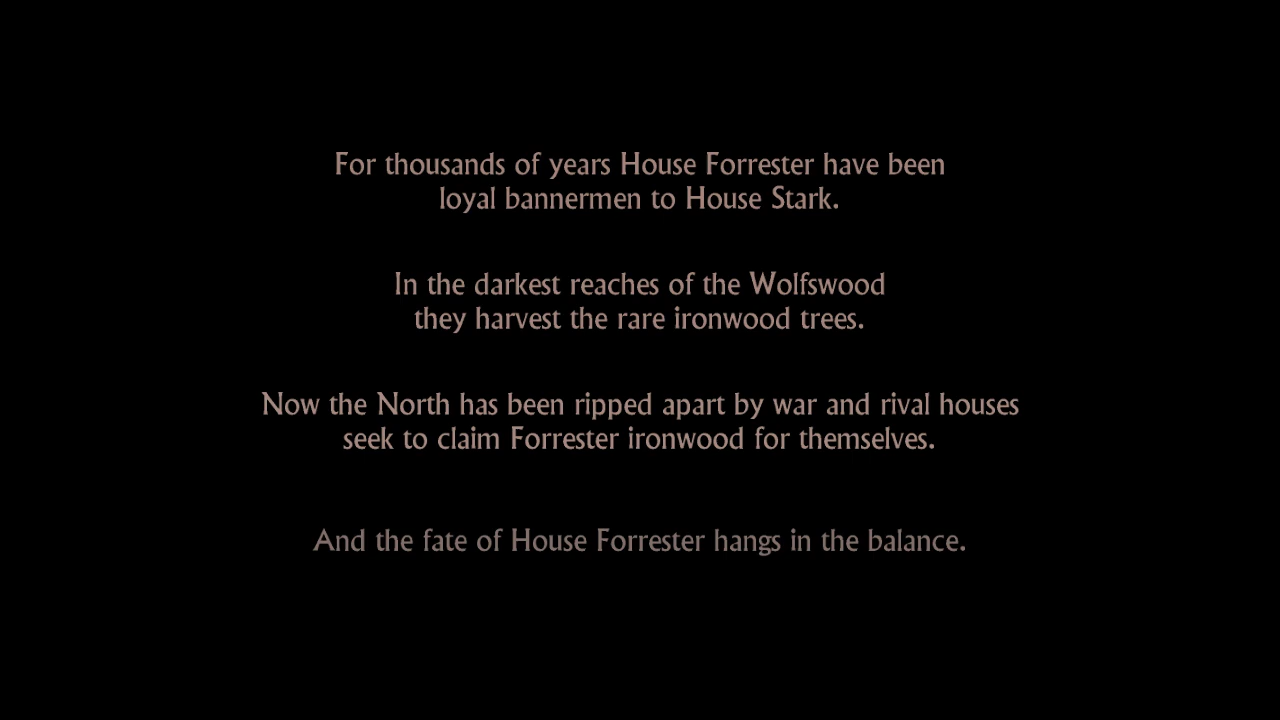 For thousands of years House Forrester have been
loyal bannermen to House Stark.
In the darkest reaches of the Wolfswood
they harvest the rare ironwood trees.
Now the North has been ripped apart by war and rival houses
seek to claim Forrester ironwood for themselves.
And the fate of House Forrester hangs in the balance.